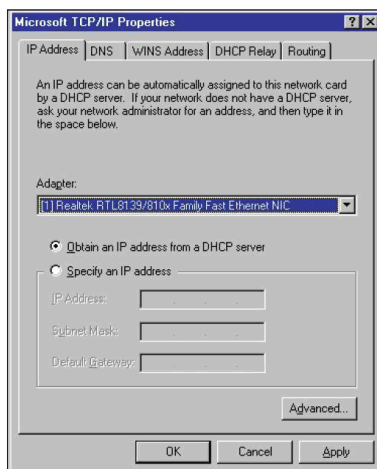 Microsoft TCP/IP Properties
IP Address DNS WINS Address DHCP Relay Routing
An IP address can be automatically assigned to this network card
by a DHCP server. If your network does not have a DHCP server,
ask your network administrator for an address, and then type it in
the space below.
Adapter:
[1] Realtek RTL8139/810x Family Fast Ethernet NIC
Obtain an IP address from a DHCP server
Specify an IP address
IP Address:
Subnet Mask:
Default Gateway:
Advanced...
OK Cancel Apply